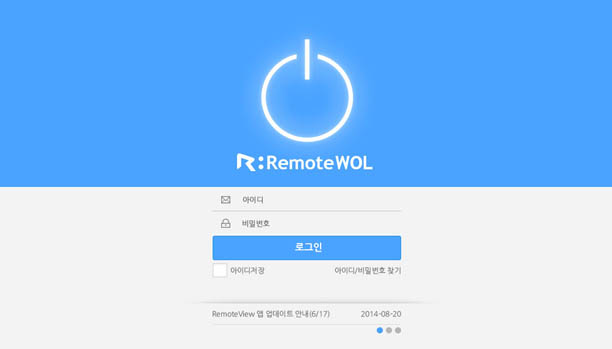 R:RemoteWOL
아이디
비밀번호
로그인
아이디저장 아이디/비밀번호 찾기
RemoteView 앱 업데이트 안내(6/17) 2014-08-20